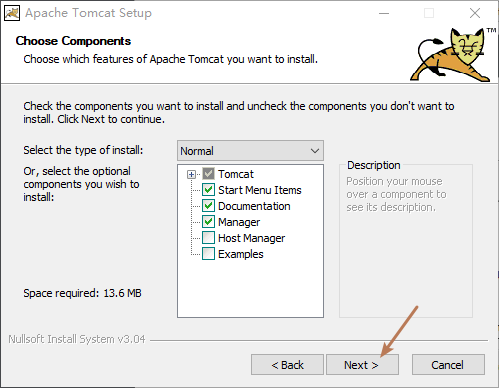 Apache Tomcat Setup
Choose Components
Choose which features of Apache Tomcat you want to install.
TM
Check the components you want to install and uncheck the components you don't want to
install. Click Next to continue.
Select the type of install:
Normal
Or, select the optional
components you wish to
install:
Tomcat
Start Menu Items
Documentation
Manager
Host Manager
Examples
Description
Position your mouse
over a component to
see its description.
Space required: 13.6 MB
Nullsoft Install System v3.04
< Back
Next >
Cancel